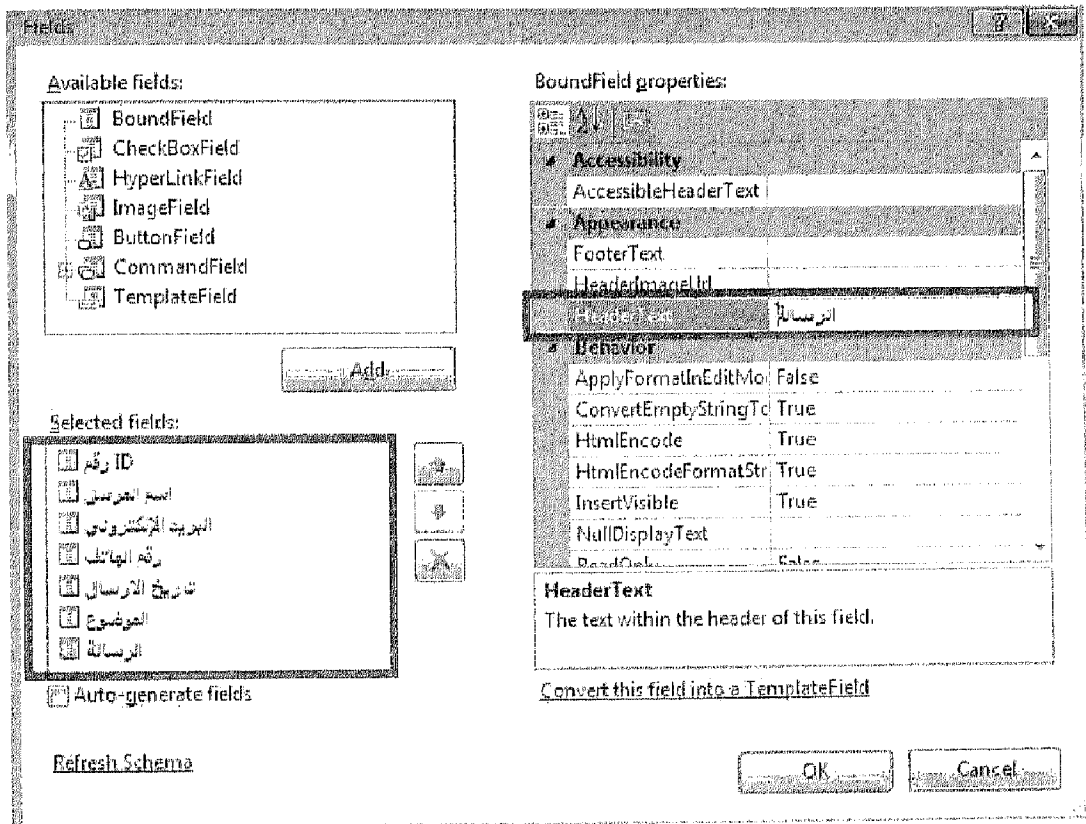 Fields
Available fields:
BoundField
CheckBoxField
HyperLinkField
ImageField
ButtonField
CommandField
TemplateField
Add
Selected fields:
رقم ID
اسم المرسل
البريد الإلكتروني
رقم الهاتف
تاريخ الارسال
الموضوع
الرسالة
Auto-generate fields
Refresh Schema
BoundField properties:
Accessibility
AccessibleHeaderText
Appearance
FooterText
HeaderImageUrl
HeaderText الرسالة
Behavior
ApplyFormatInEditMo False
ConvertEmptyStringTo True
HtmlEncode True
HtmlEncodeFormatStr True
InsertVisible True
NullDisplayText
ReadOnly False
HeaderText
The text within the header of this field.
Convert this field into a TemplateField
OK Cancel